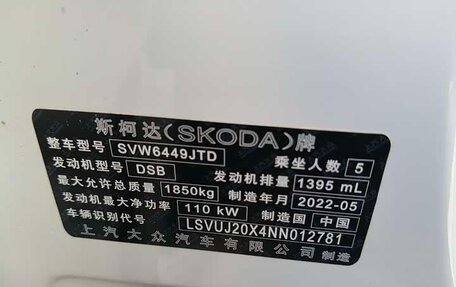 斯柯达(SKODA)牌
整车型号 SVW6449JTD 乘坐人数 5
发动机型号 DSB 发动机排量 1395 mL
最大允许总质量 1850kg 制造年月 2022-05
发动机最大净功率 110 kW 制造国 中国
车辆识别代号 LSVUJ20X4NN012781
上汽大众汽车有限公司制造